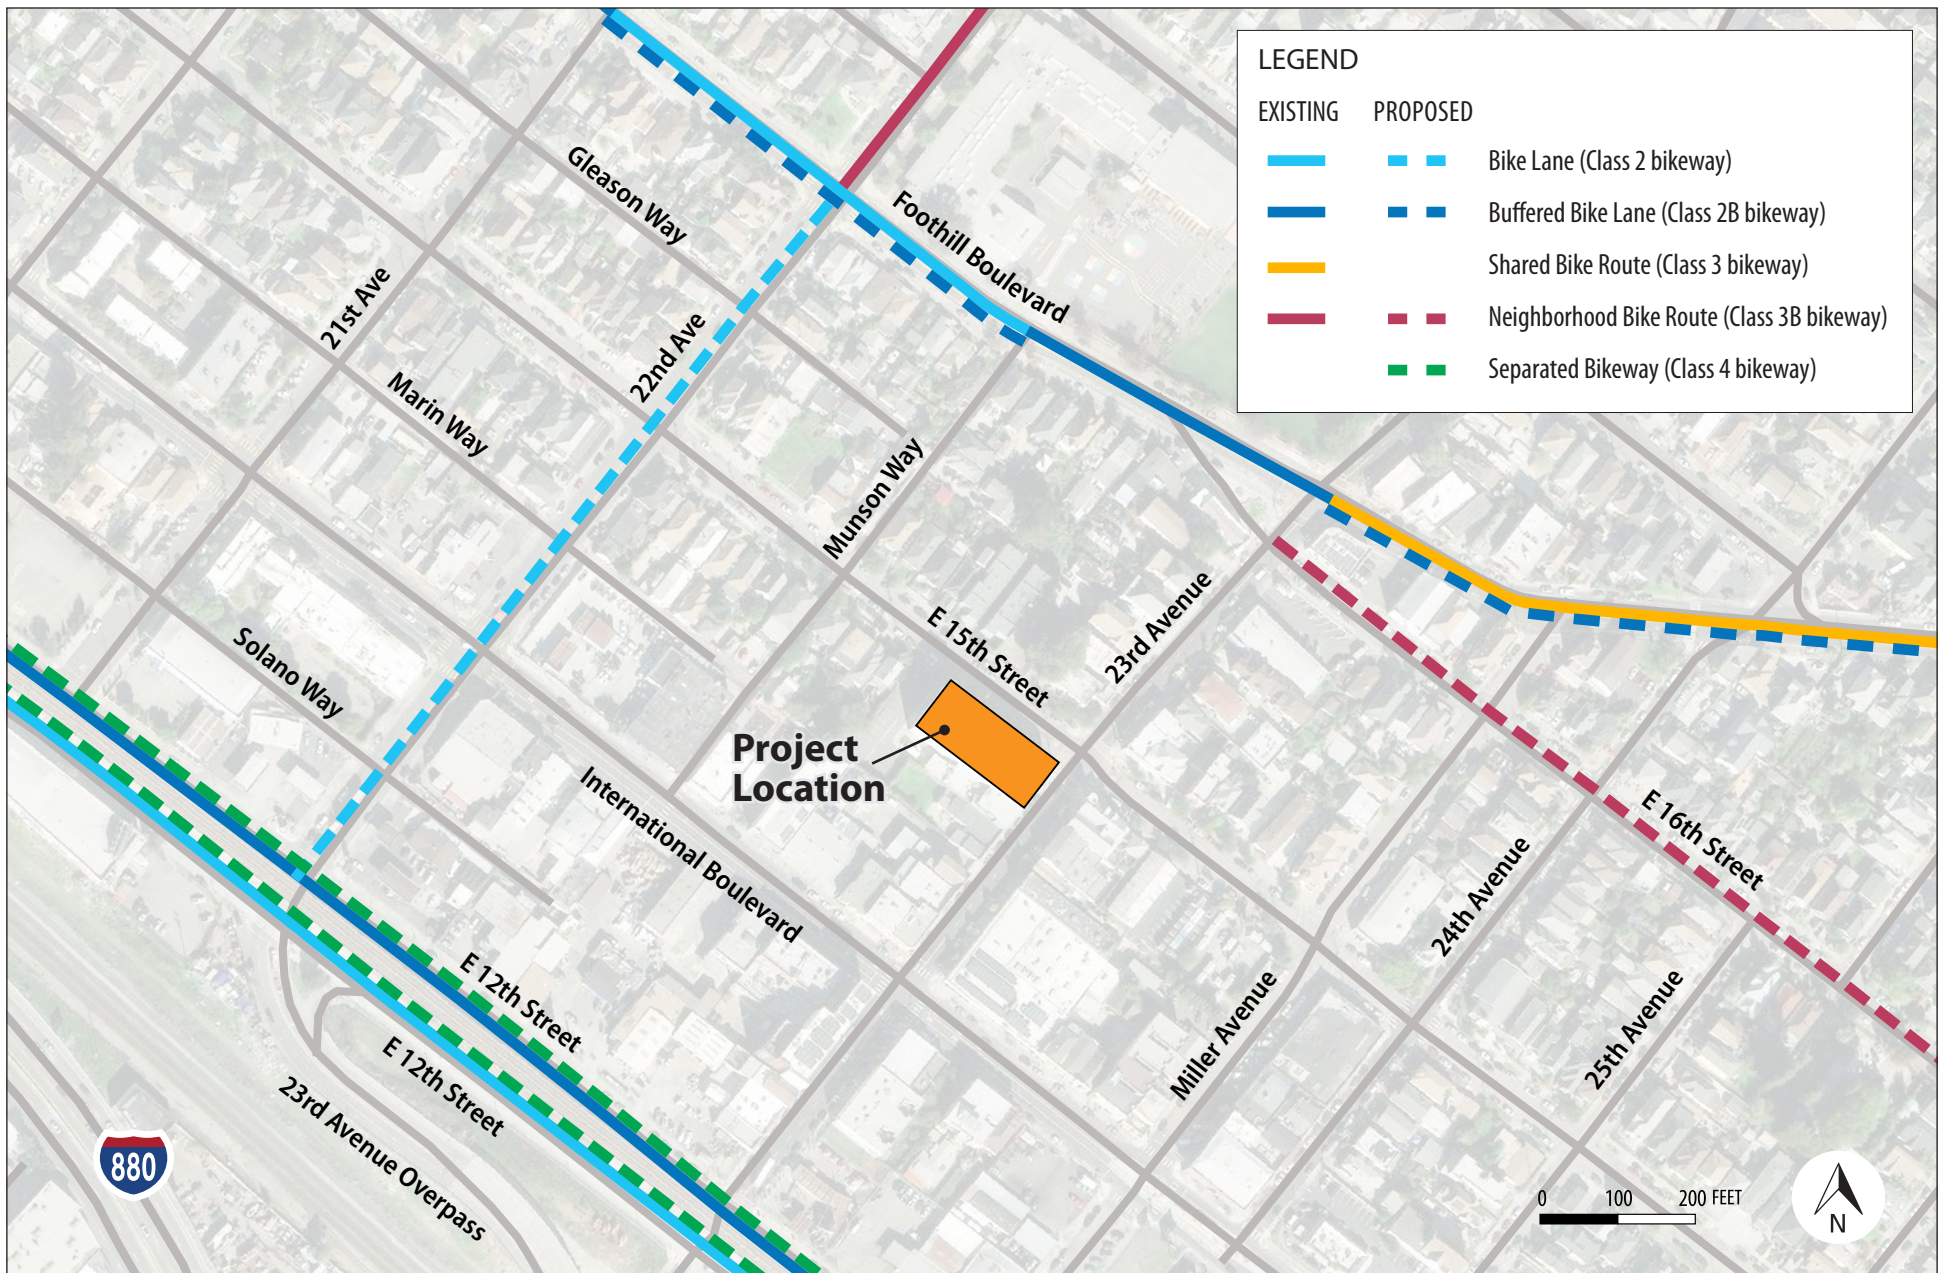 LEGEND
EXISTING PROPOSED
Bike Lane (Class 2 bikeway)
Buffered Bike Lane (Class 2B bikeway)
Shared Bike Route (Class 3 bikeway)
Neighborhood Bike Route (Class 3B bikeway)
Separated Bikeway (Class 4 bikeway)
Gleason Way
Foothill Boulevard
21st Ave
22nd Ave
Marin Way
Munson Way
E 15th Street
23rd Avenue
Solano Way
Project
Location
International Boulevard
E 16th Street
24th Avenue
E 12th Street
Miller Avenue
25th Avenue
E 12th Street
23rd Avenue Overpass
880
0 100 200 FEET
N